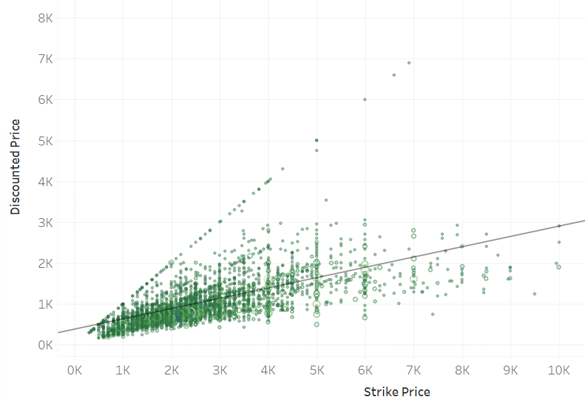 8K
7K
6K
5K
4K
3K
2K
1K
0K
Discounted Price
0K 1K 2K 3K 4K 5K 6K 7K 8K 9K 10K
Strike Price